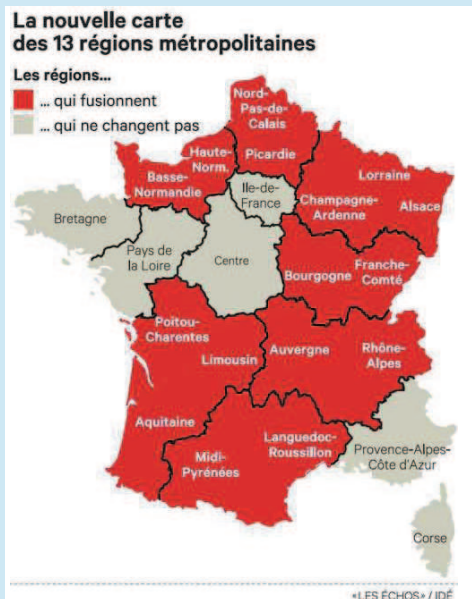 La nouvelle carte
des 13 régions métropolitaines
Les régions...
... qui fusionnent
... qui ne changent pas
Nord-
Pas-de-
Calais
Picardie
Haute-
Norm.
Basse-
Normandie
Ile-de-
France
Lorraine
Champagne-
Ardenne
Alsace
Bretagne
Pays de
la Loire
Centre
Bourgogne
Franche-
Comté
Poitou-
Charentes
Limousin
Auvergne
Rhône-
Alpes
Aquitaine
Midi-
Pyrénées
Languedoc-
Roussillon
Provence-Alpes-
Côte d'Azur
Corse
«LES ÉCHOS» / IDÉ